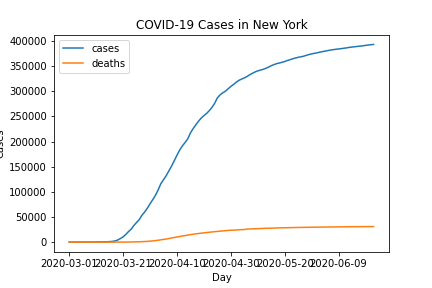 COVID-19 Cases in New York
cases
deaths
400000
350000
300000
250000
200000
150000
100000
50000
0
cases
2020-03-01 2020-03-21 2020-04-10 2020-04-30 2020-05-20 2020-06-09
Day